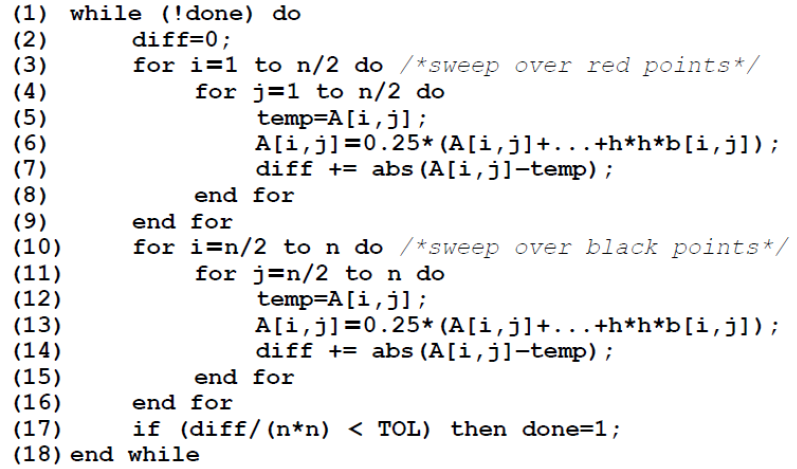 (1) while (!done) do
(2) diff=0;
(3) for i=1 to n/2 do /*sweep over red points*/
(4) for j=1 to n/2 do
(5) temp=A[i,j];
(6) A[i,j]=0.25*(A[i,j]+...+h*h*b[i,j]);
(7) diff += abs(A[i,j]−temp);
(8) end for
(9) end for
(10) for i=n/2 to n do /*sweep over black points*/
(11) for j=n/2 to n do
(12) temp=A[i,j];
(13) A[i,j]=0.25*(A[i,j]+...+h*h*b[i,j]);
(14) diff += abs(A[i,j]−temp);
(15) end for
(16) end for
(17) if (diff/(n*n) < TOL) then done=1;
(18) end while